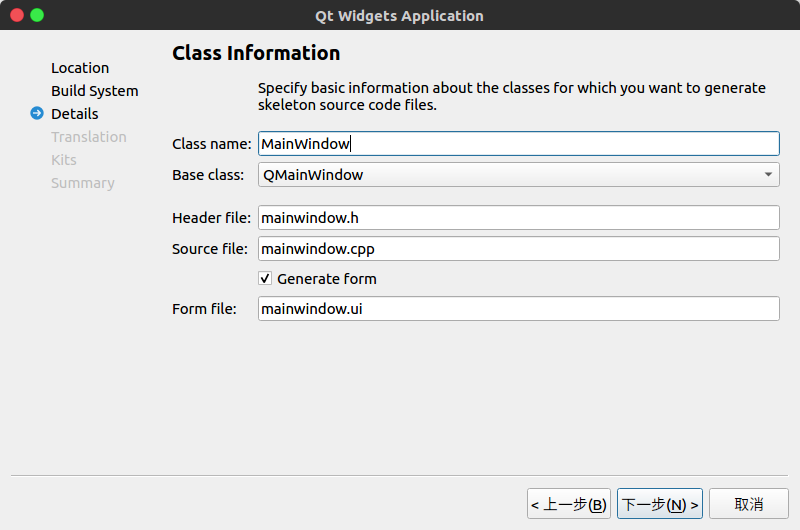 Qt Widgets Application
Location
Build System
Details
Translation
Kits
Summary
Class Information
Specify basic information about the classes for which you want to generate
skeleton source code files.
Class name: MainWindow
Base class: QMainWindow
Header file: mainwindow.h
Source file: mainwindow.cpp
Generate form
Form file: mainwindow.ui
< 上一步(B) 下一步(N) > 取消